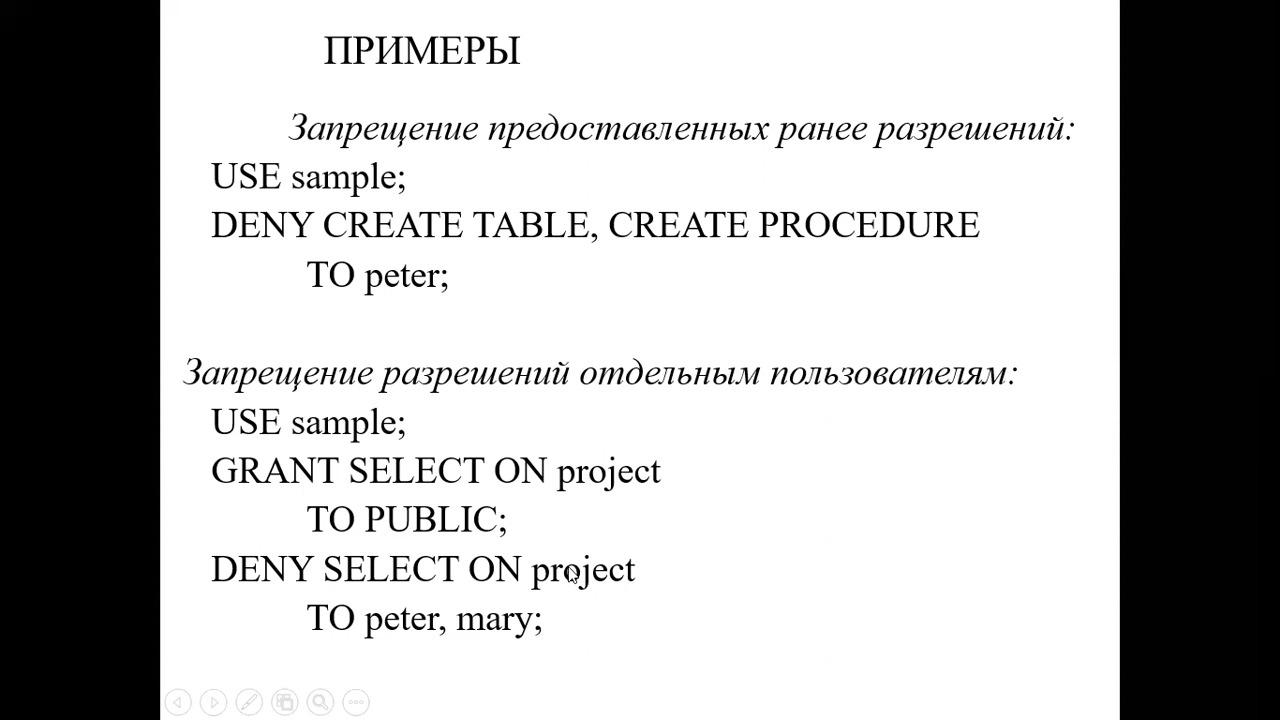 ПРИМЕРЫ
Запрещение предоставленных ранее разрешений:
USE sample;
DENY CREATE TABLE, CREATE PROCEDURE
TO peter;
Запрещение разрешений отдельным пользователям:
USE sample;
GRANT SELECT ON project
TO PUBLIC;
DENY SELECT ON project
TO peter, mary;